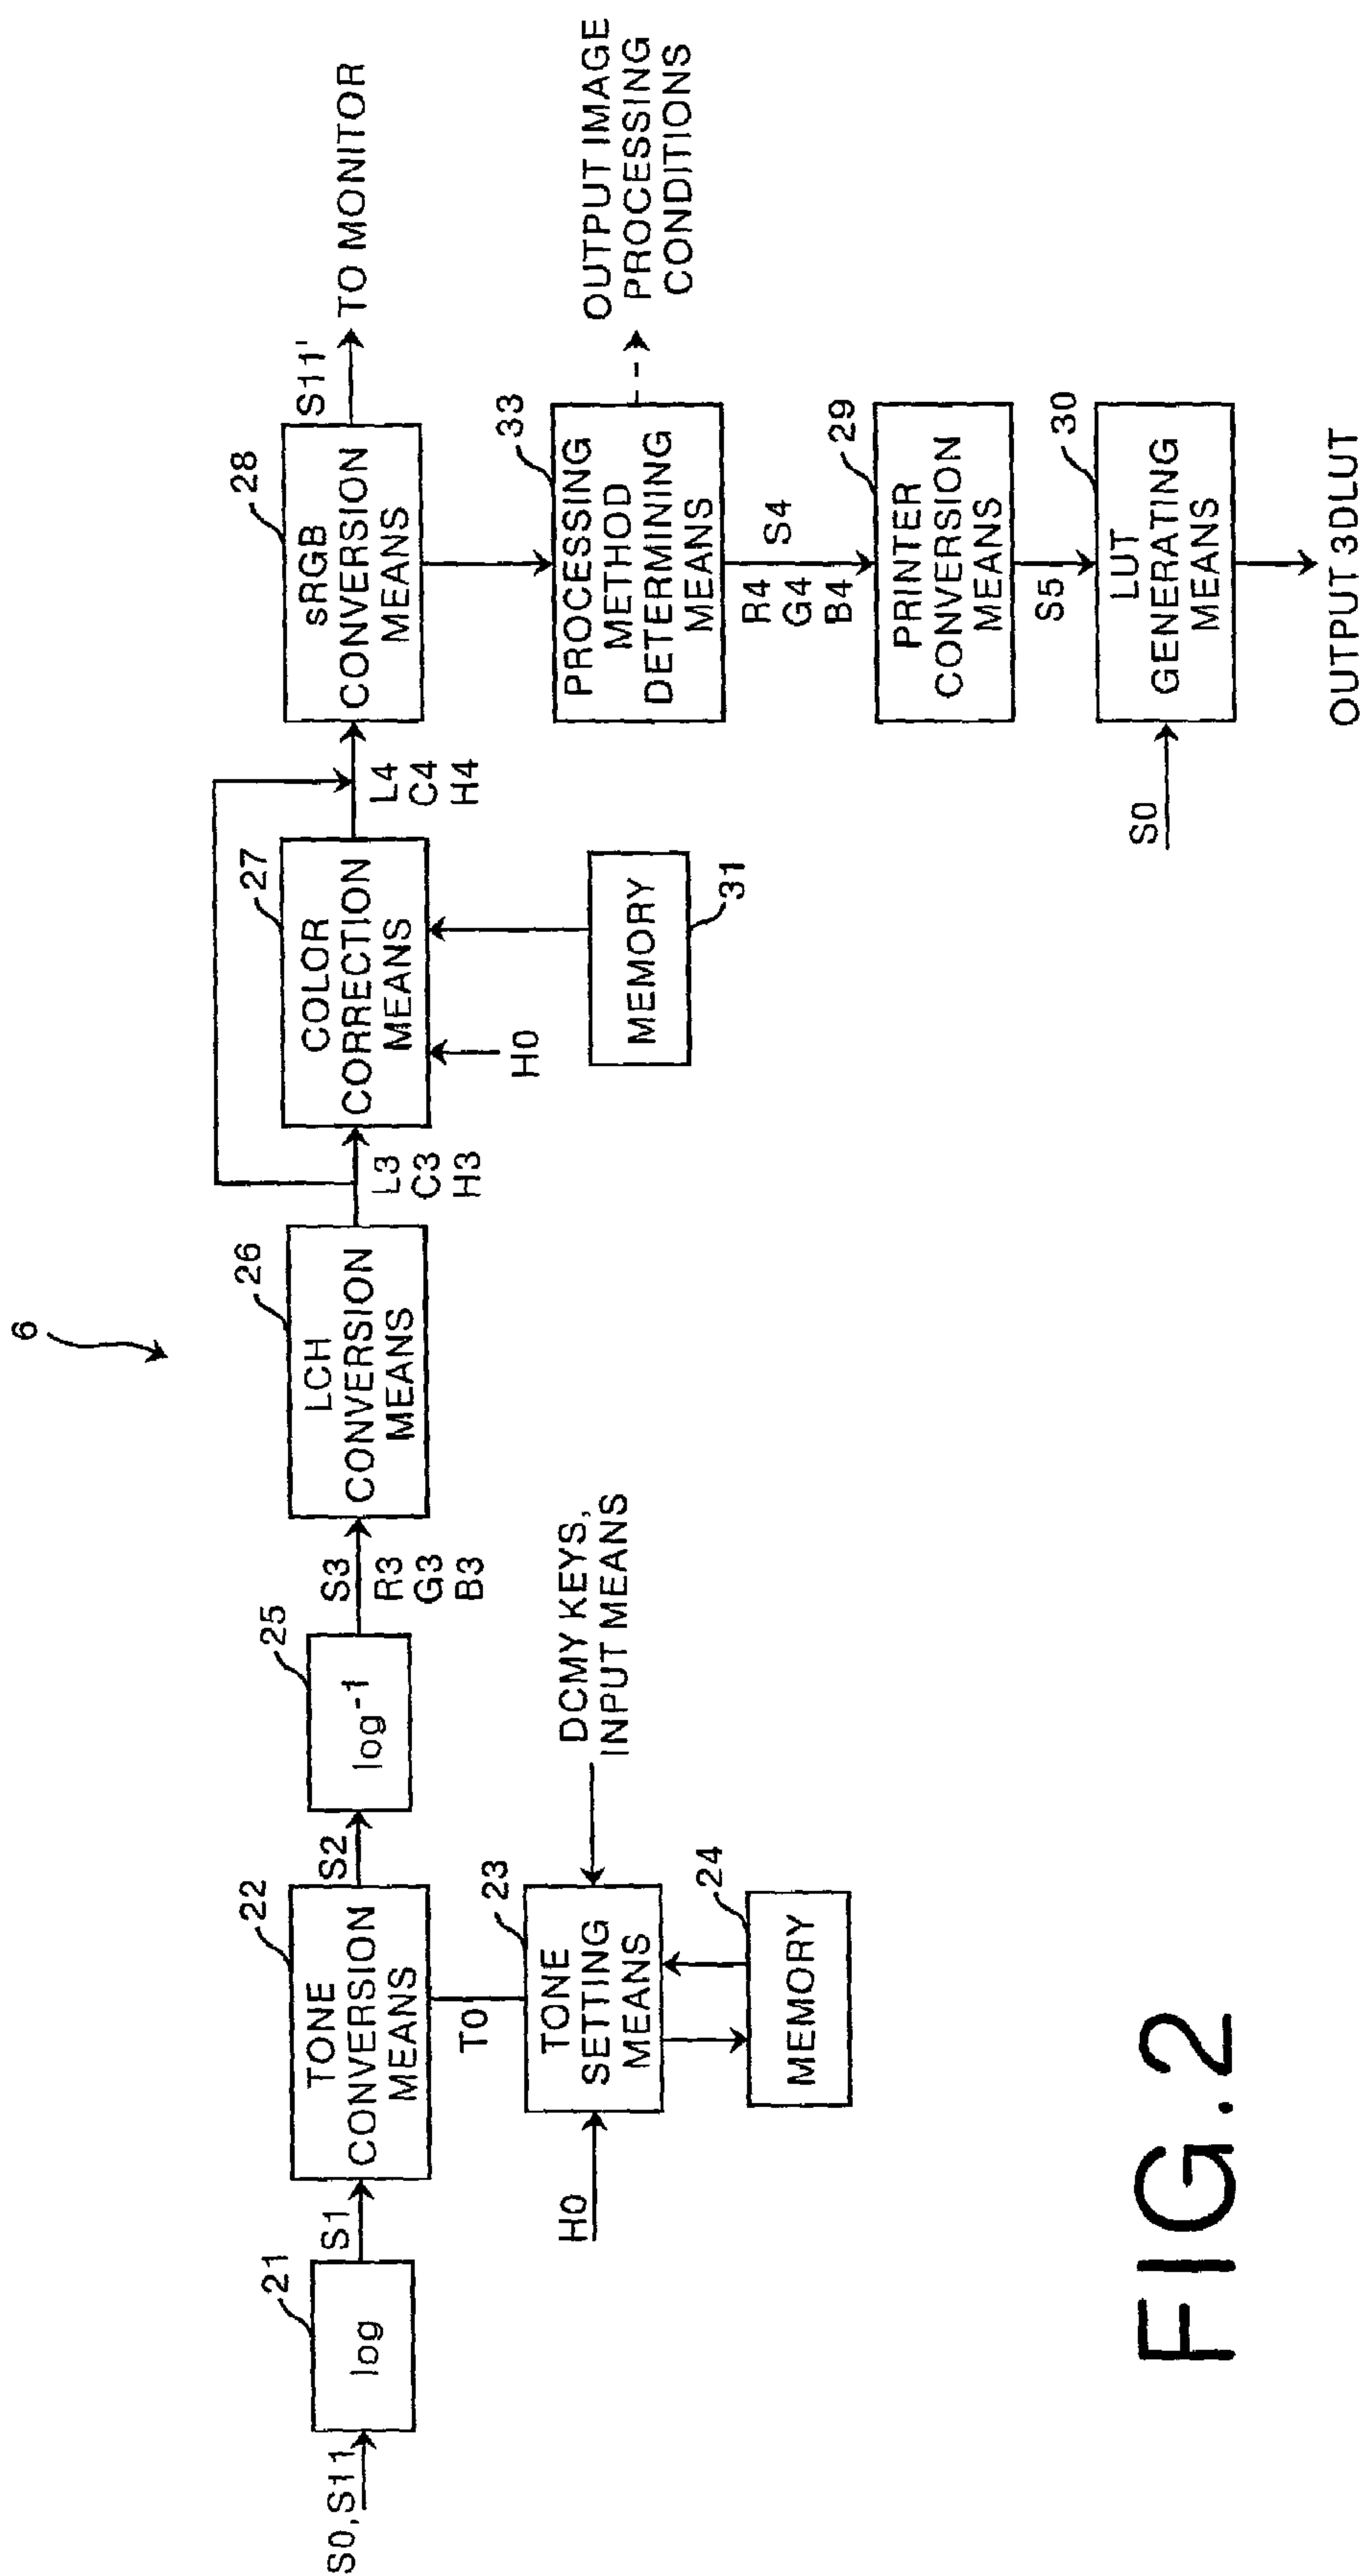 6
S0,S11
21
log
S1
22
TONE
CONVERSION
MEANS
S2
25
log-1
S3
R3
G3
B3
26
LCH
CONVERSION
MEANS
L3
C3
H3
27
COLOR
CORRECTION
MEANS
L4
C4
H4
28
sRGB
CONVERSION
MEANS
S11'
TO MONITOR
T0
H0
23
TONE
SETTING
MEANS
DCMY KEYS,
INPUT MEANS
24
MEMORY
H0
MEMORY
31
33
PROCESSING
METHOD
DETERMINING
MEANS
OUTPUT IMAGE
PROCESSING
CONDITIONS
R4
G4
B4
S4
29
PRINTER
CONVERSION
MEANS
S5
S0
30
LUT
GENERATING
MEANS
OUTPUT 3DLUT
FIG.2